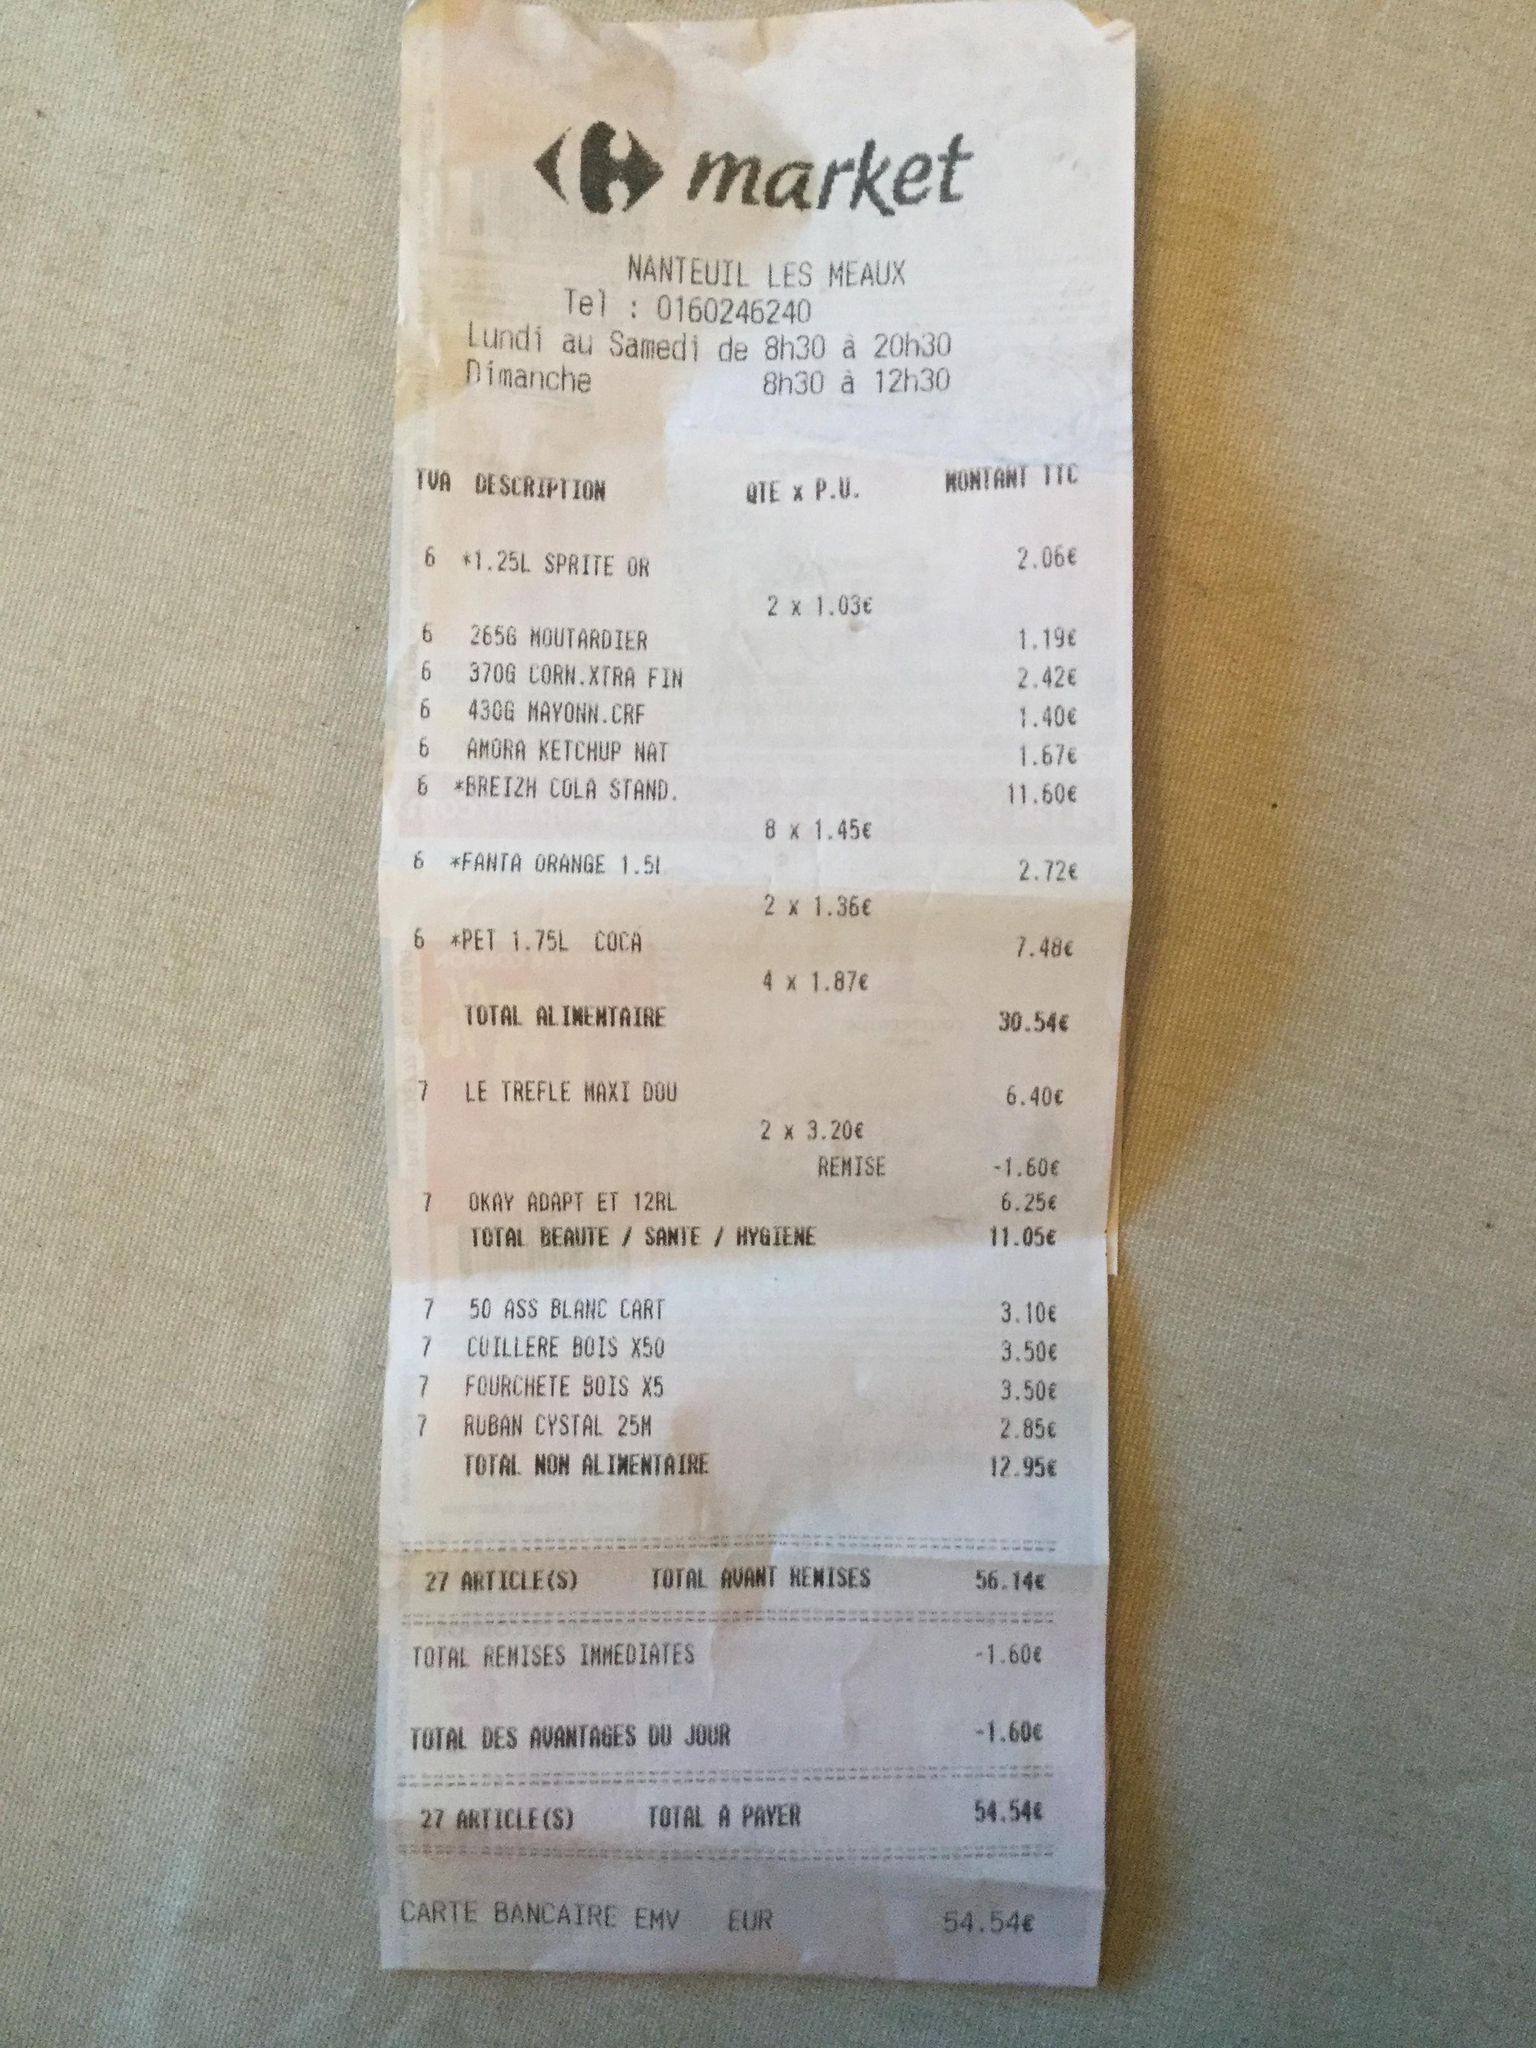 market
NANTEUIL LES MEAUX
Tel : 0160246240
Lundi au Samedi de 8h30 à 20h30
Dimanche 8h30 à 12h30
TVA DESCRIPTION QTE x P.U. MONTANT TTC
6 *1.25L SPRITE OR 2.06€
2 x 1.03€
6 265G MOUTARDIER 1.19€
6 370G CORN.XTRA FIN 2.42€
6 430G MAYONN.CRF 1.40€
6 AMORA KETCHUP NAT 1.67€
6 *BREIZH COLA STAND. 11.60€
8 x 1.45€
6 *FANTA ORANGE 1.5L 2.72€
2 x 1.36€
6 *PET 1.75L COCA 7.48€
4 x 1.87€
TOTAL ALIMENTAIRE 30.54€
7 LE TREFLE MAXI DOU 6.40€
2 x 3.20€
REMISE -1.60€
7 OKAY ADAPT ET 12RL 6.25€
TOTAL BEAUTE / SANTE / HYGIENE 11.05€
7 50 ASS BLANC CART 3.10€
7 CUILLERE BOIS X50 3.50€
7 FOURCHETE BOIS X5 3.50€
7 RUBAN CYSTAL 25M 2.85€
TOTAL NON ALIMENTAIRE 12.95€
27 ARTICLE(S) TOTAL AVANT REMISES 56.14€
TOTAL REMISES IMMEDIATES -1.60€
TOTAL DES AVANTAGES DU JOUR -1.60€
27 ARTICLE(S) TOTAL A PAYER 54.54€
CARTE BANCAIRE EMV EUR 54.54€